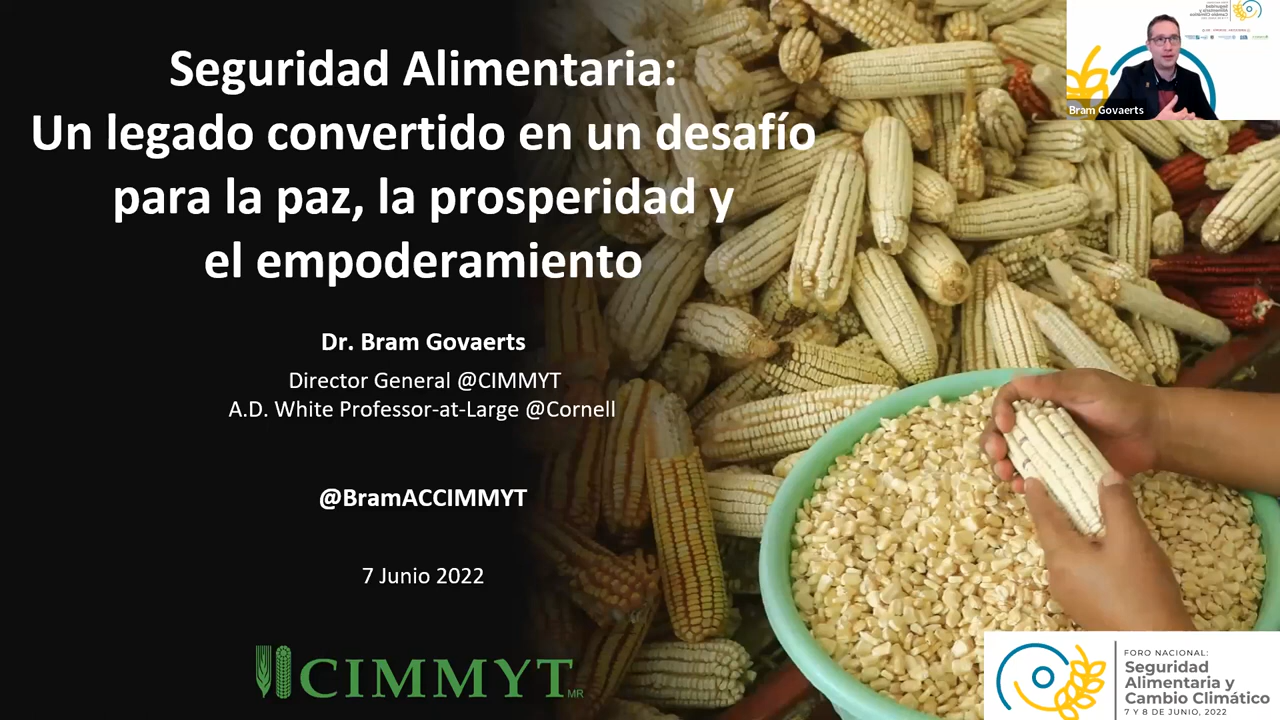 Seguridad Alimentaria:
Un legado convertido en un desafío
para la paz, la prosperidad y
el empoderamiento
Dr. Bram Govaerts
Director General @CIMMYT
A.D. White Professor-at-Large @Cornell
@BramACCIMMYT
7 Junio 2022
CIMMYT MR
Bram Govaerts
FORO NACIONAL:
Seguridad
Alimentaria y
Cambio Climático
7 Y 8 DE JUNIO, 2022